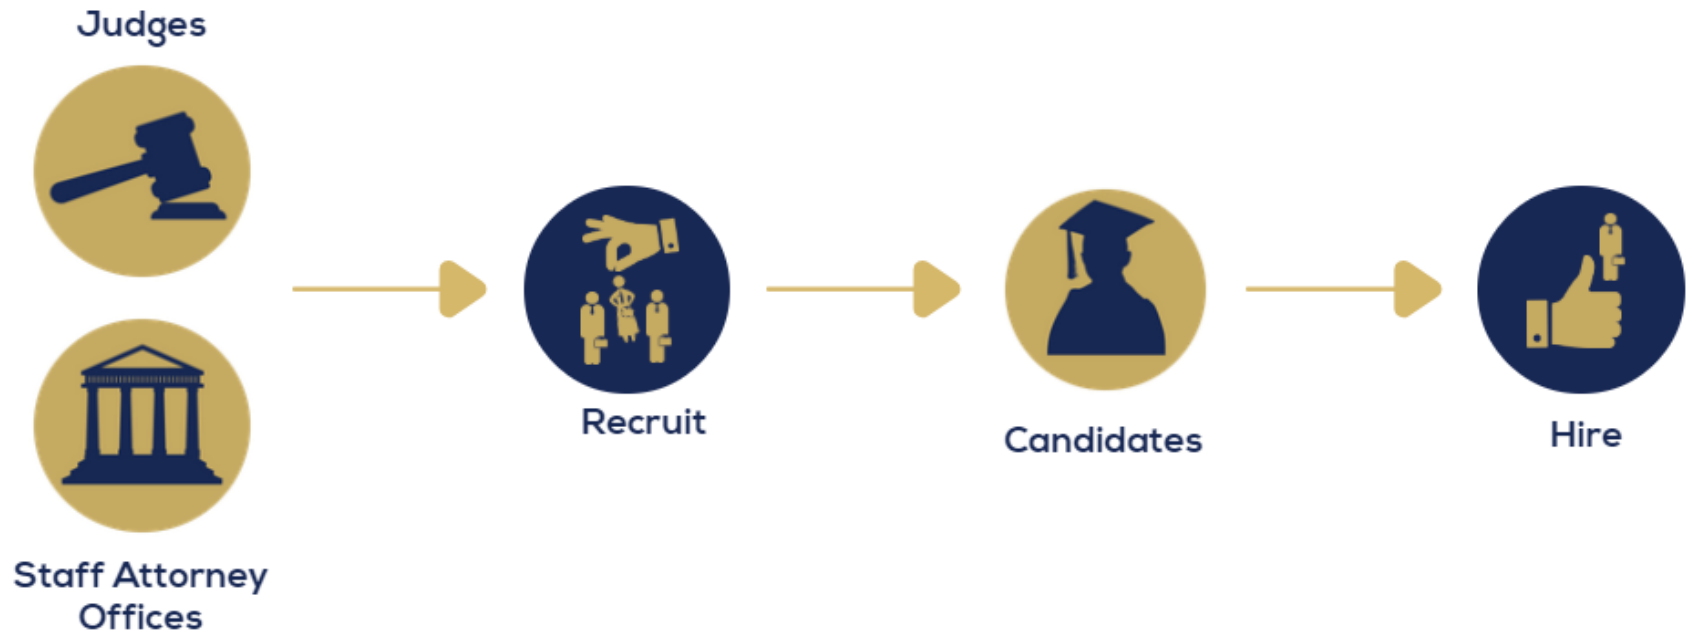 Judges
Staff Attorney
Offices
Recruit
Candidates
Hire